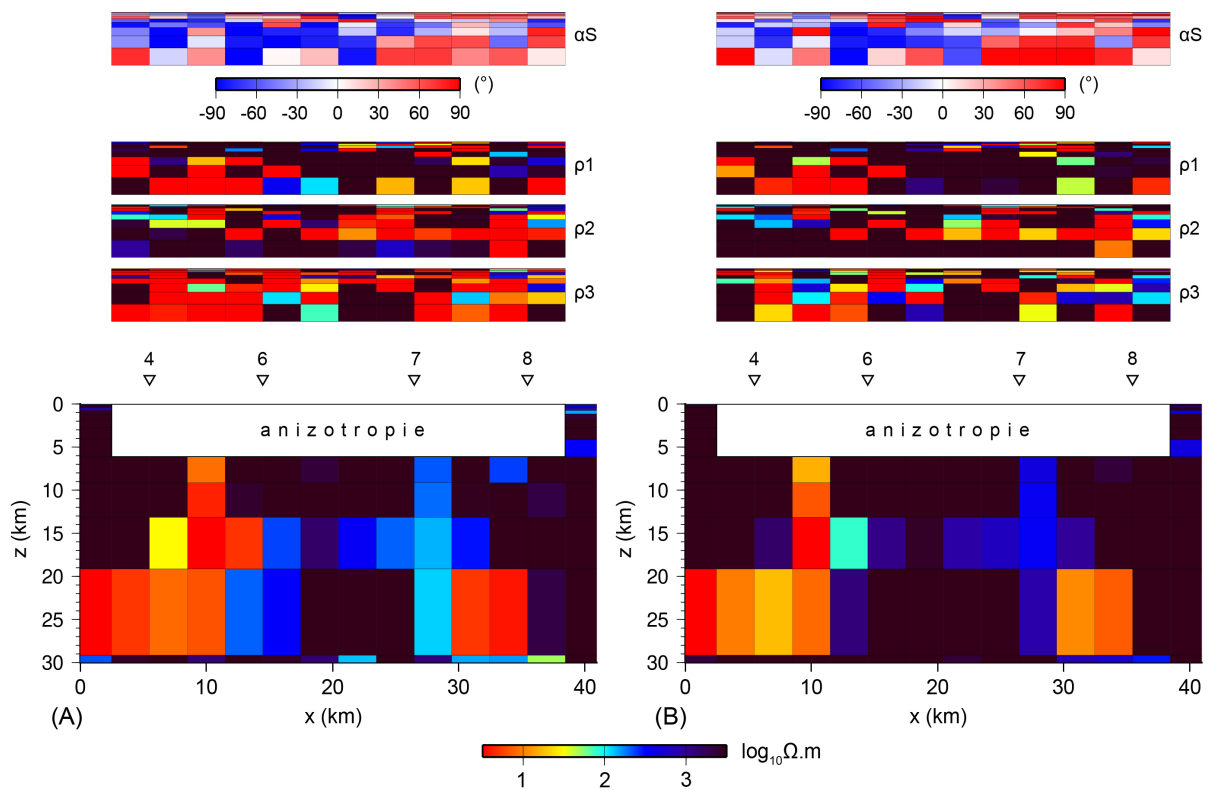 αS αS
(°) (°)
-90 -60 -30 0 30 60 90 -90 -60 -30 0 30 60 90
ρ1 ρ1
ρ2 ρ2
ρ3 ρ3
4 6 7 8 4 6 7 8
0 anizotropie 0 anizotropie
5 5
10 10
z (km) z (km)
15 15
20 20
25 25
30 30
0 10 20 30 40 0 10 20 30 40
(A) x (km) (B) x (km)
log₁₀Ω.m
1 2 3